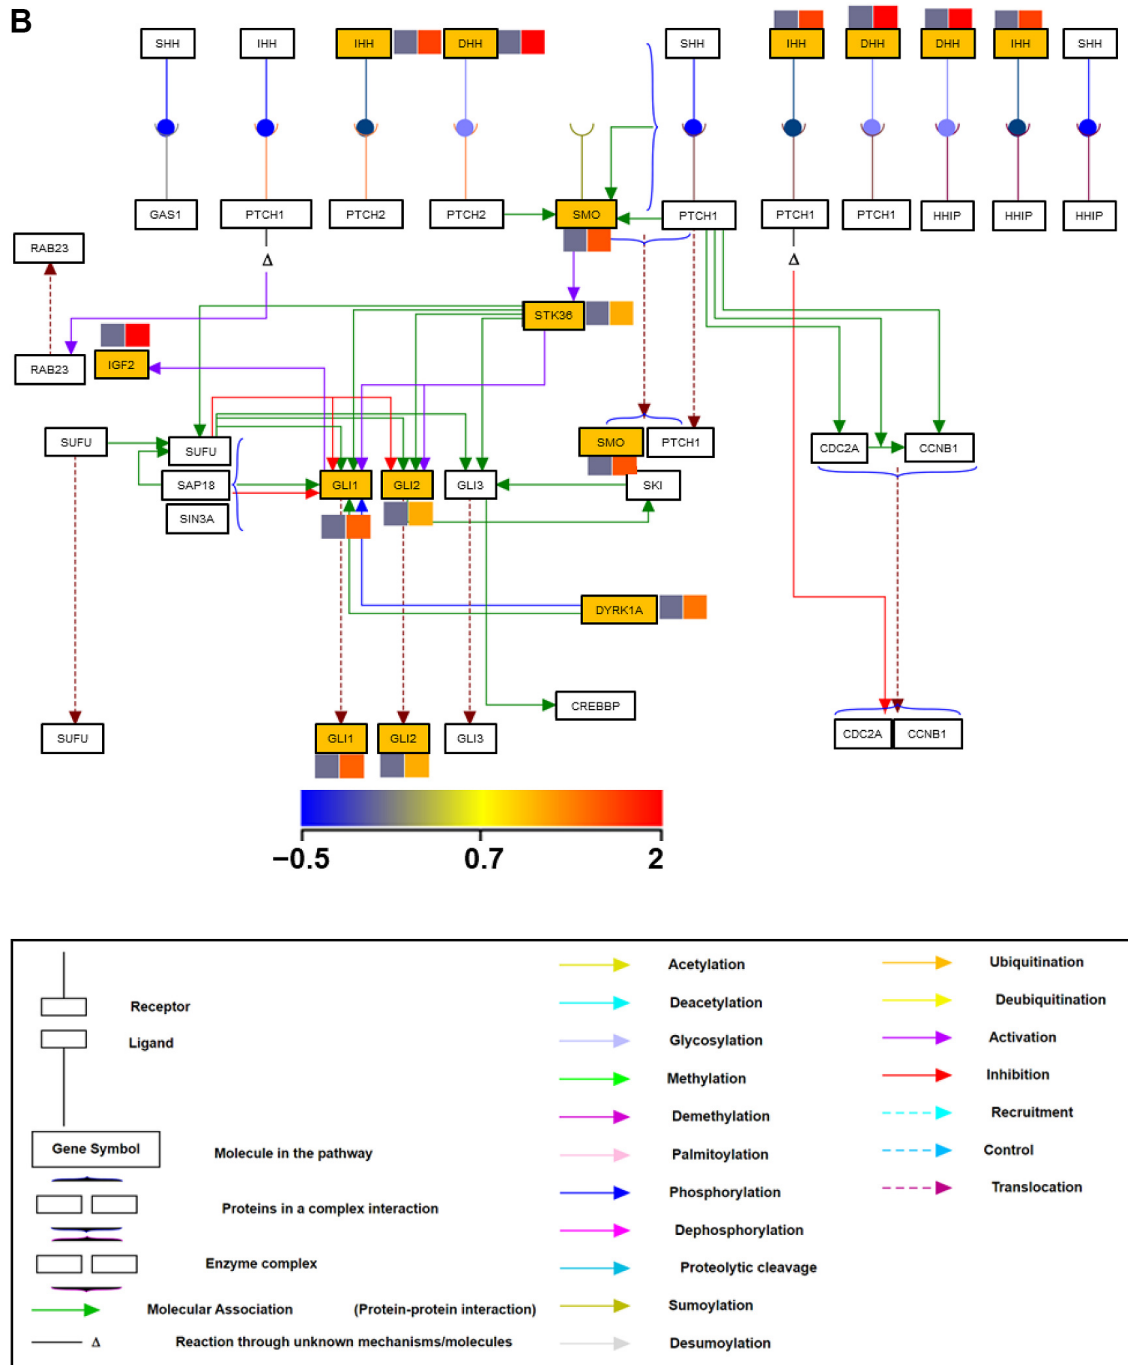 B
SHH IHH IHH DHH SHH IHH DHH DHH IHH SHH
GAS1 PTCH1 PTCH2 PTCH2 SMO PTCH1 PTCH1 PTCH1 HHIP HHIP HHIP
RAB23
Δ Δ
STK36
RAB23 IGF2
SUFU SUFU SMO PTCH1 CDC2A CCNB1
SAP18 GLI1 GLI2 GLI3 SKI
SIN3A
DYRK1A
CREBBP
SUFU GLI1 GLI2 GLI3 CDC2A CCNB1
−0.5 0.7 2
Receptor
Ligand
Gene Symbol Molecule in the pathway
Proteins in a complex interaction
Enzyme complex
Molecular Association (Protein-protein interaction)
Δ Reaction through unknown mechanisms/molecules
Acetylation
Deacetylation
Glycosylation
Methylation
Demethylation
Palmitoylation
Phosphorylation
Dephosphorylation
Proteolytic cleavage
Sumoylation
Desumoylation
Ubiquitination
Deubiquitination
Activation
Inhibition
Recruitment
Control
Translocation